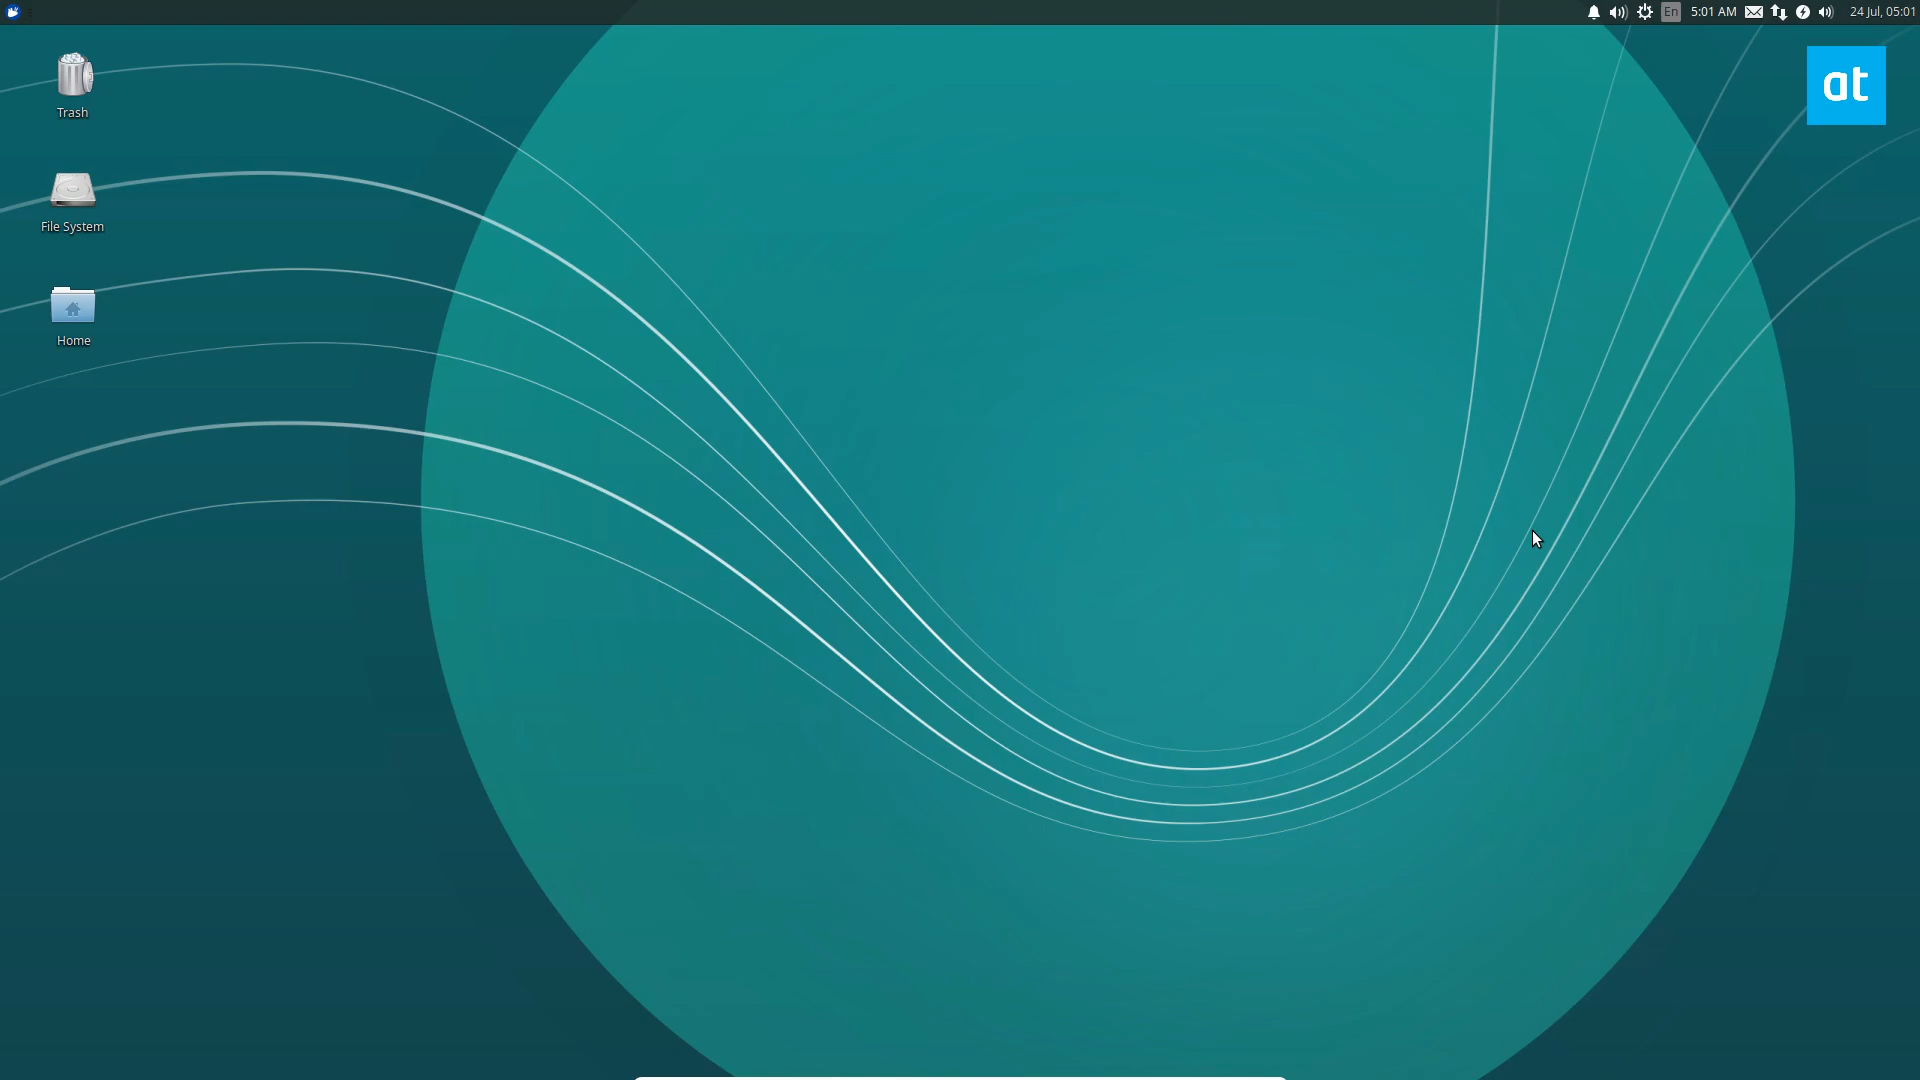 En
5:01 AM
24 Jul, 05:01
at
Trash
File System
Home